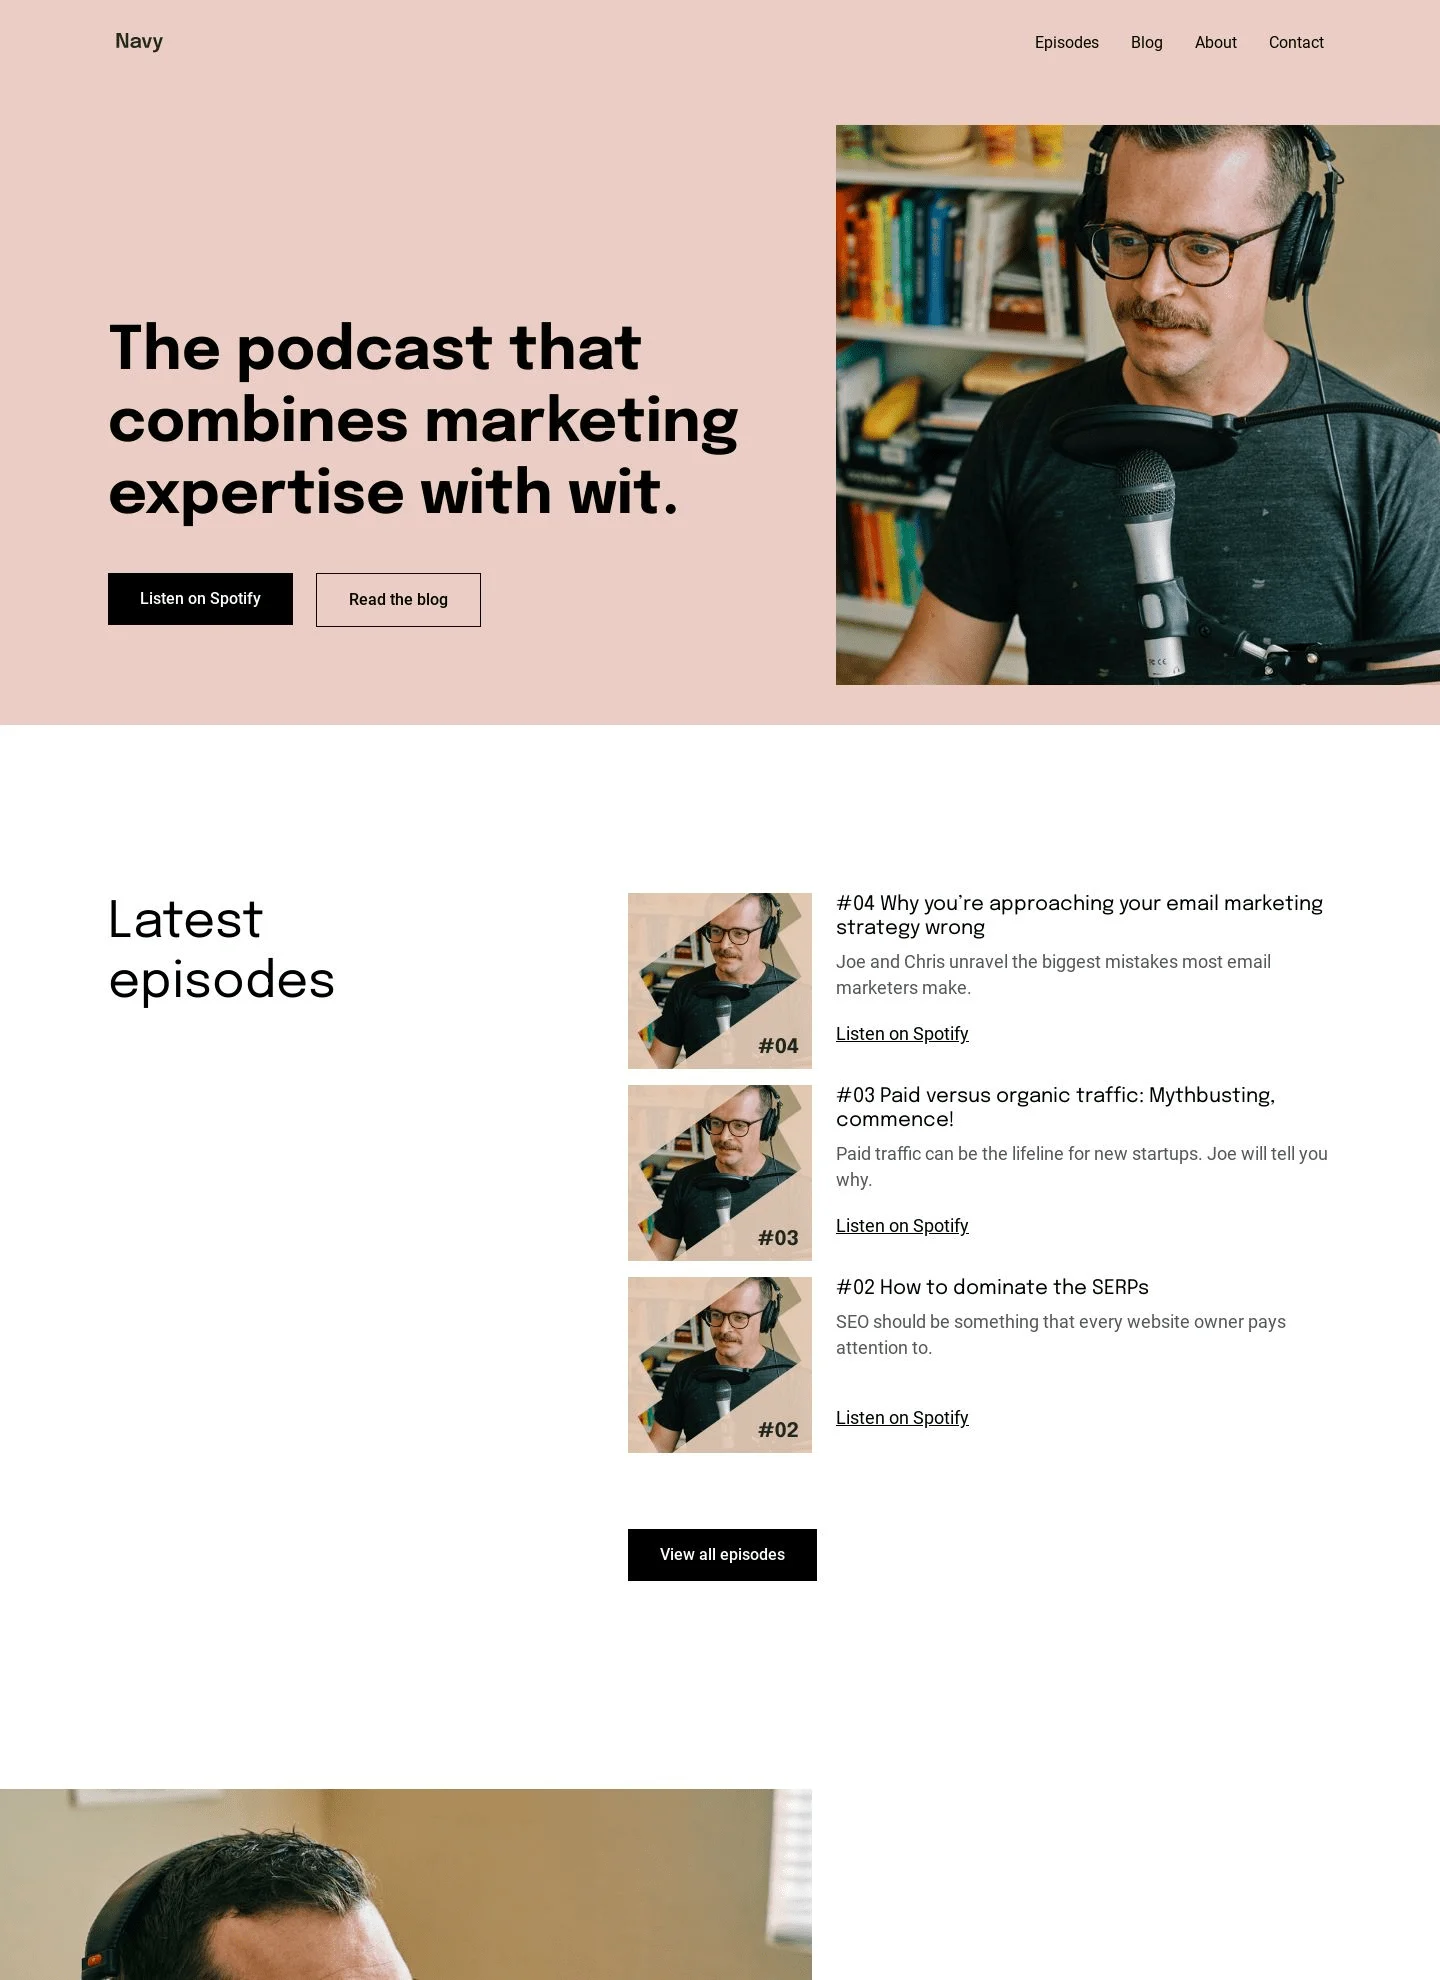 Navy
Episodes Blog About Contact
The podcast that
combines marketing
expertise with wit.
Listen on Spotify
Read the blog
Latest
episodes
#04
#04 Why you’re approaching your email marketing
strategy wrong
Joe and Chris unravel the biggest mistakes most email
marketers make.
Listen on Spotify
#03
#03 Paid versus organic traffic: Mythbusting,
commence!
Paid traffic can be the lifeline for new startups. Joe will tell you
why.
Listen on Spotify
#02
#02 How to dominate the SERPs
SEO should be something that every website owner pays
attention to.
Listen on Spotify
View all episodes